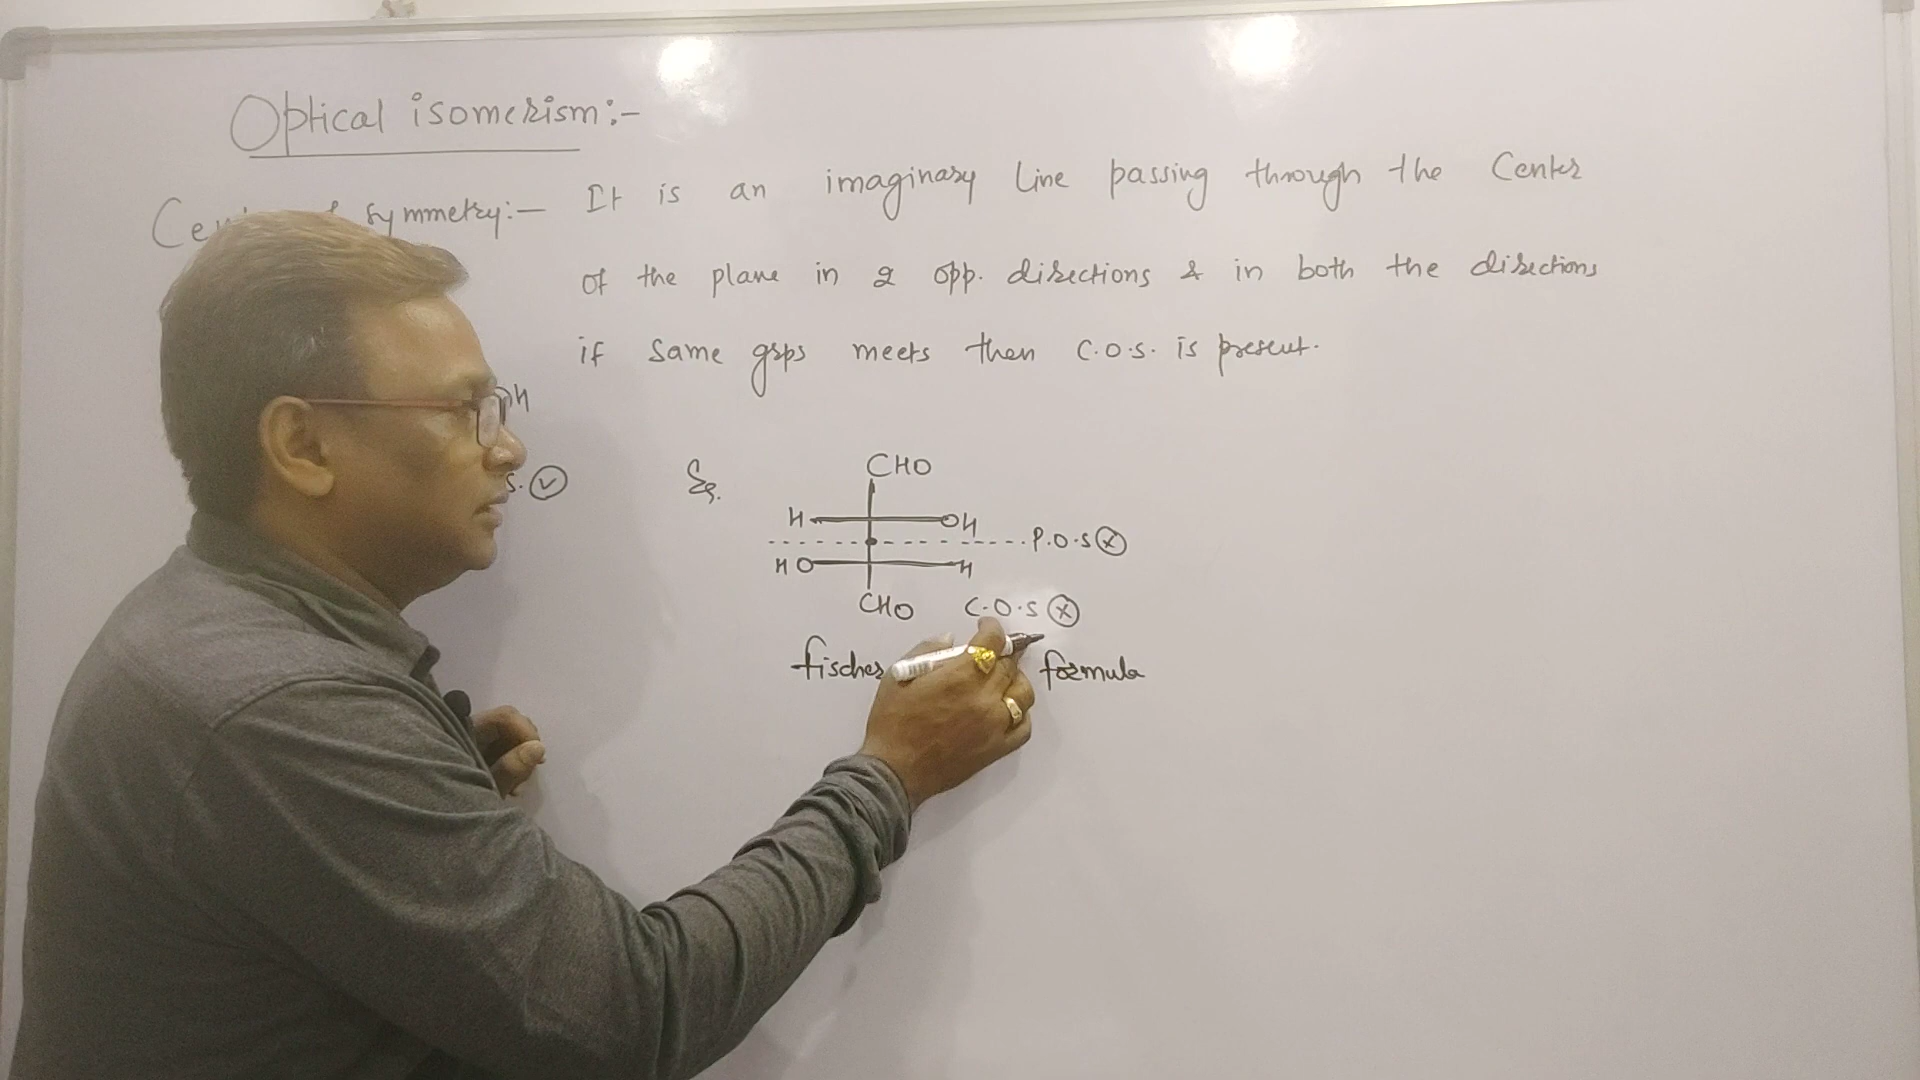 Optical isomerism:-
symmetry:- It is an imaginary Line passing through the Center
of the plane in 2 opp. directions & in both the directions
if same grps meets then C.O.S. is present.
H
S. ✓
Eg.
CHO
H OH
P.O.S X
HO H
CHO C.O.S X
fischer formula